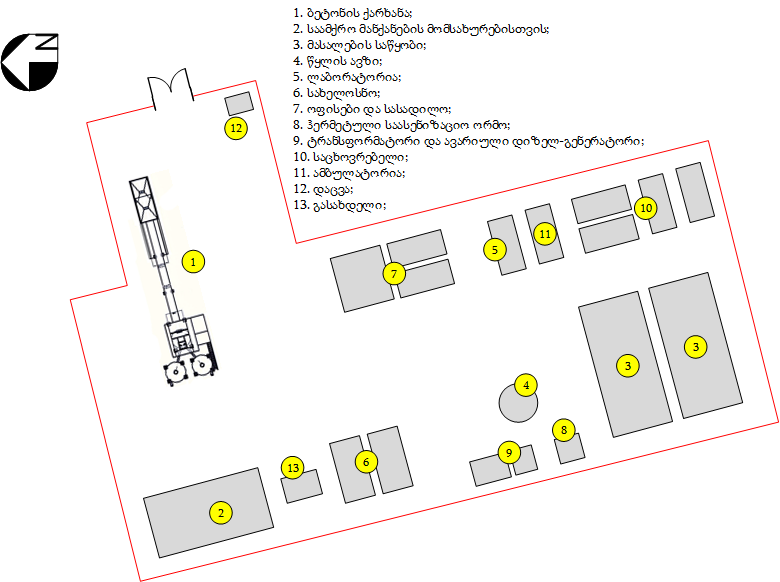 1. ბეტონის ქარხანა;
2. საამქრო მანქანების მომსახურებისთვის;
3. მასალების საწყობი;
4. წყლის ავზი;
5. ლაბორატორია;
6. სახელოსნო;
7. ოფისები და სასადილო;
8. ჰერმეტული საასენიზაციო ორმო;
9. ტრანსფორმატორი და ავარიული დიზელ-გენერატორი;
10. საცხოვრებელი;
11. ამბულატორია;
12. დაცვა;
13. გასახდელი;
N
12
10
11
5
1
7
3
3
4
8
9
6
13
2